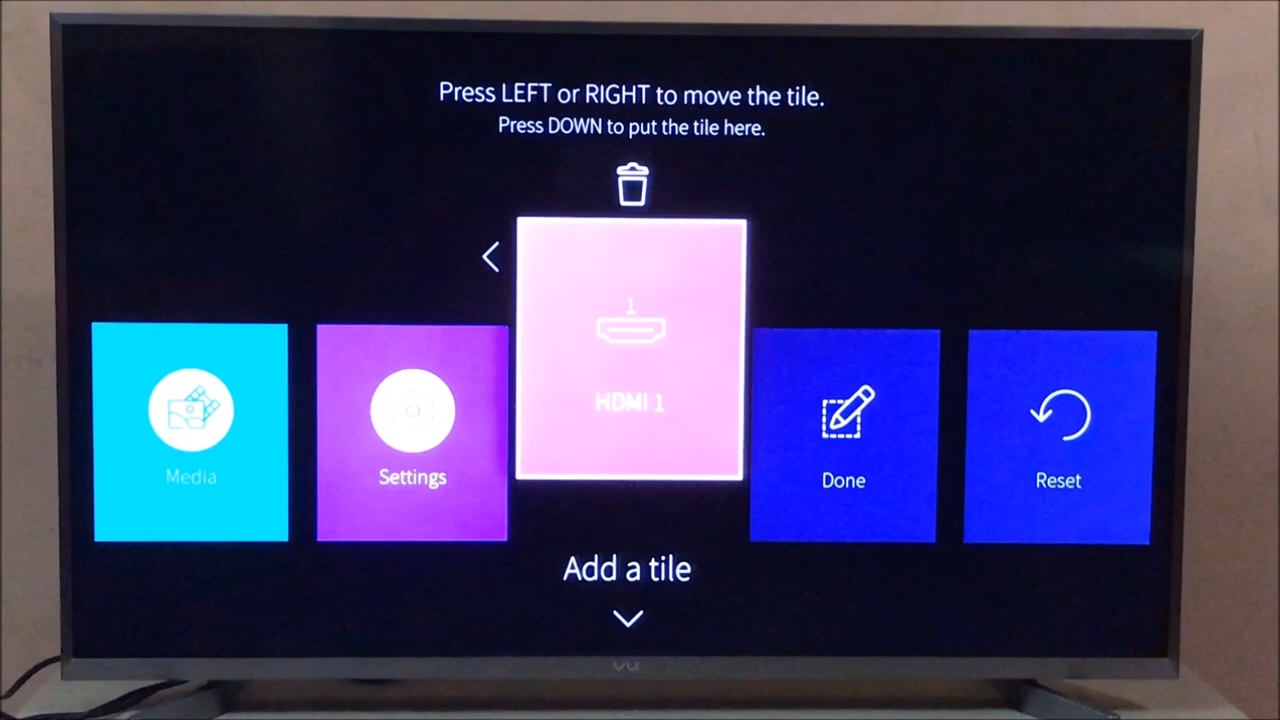 Press LEFT or RIGHT to move the tile.
Press DOWN to put the tile here.
1
HDMI 1
Media
Settings
Done
Reset
Add a tile
VU